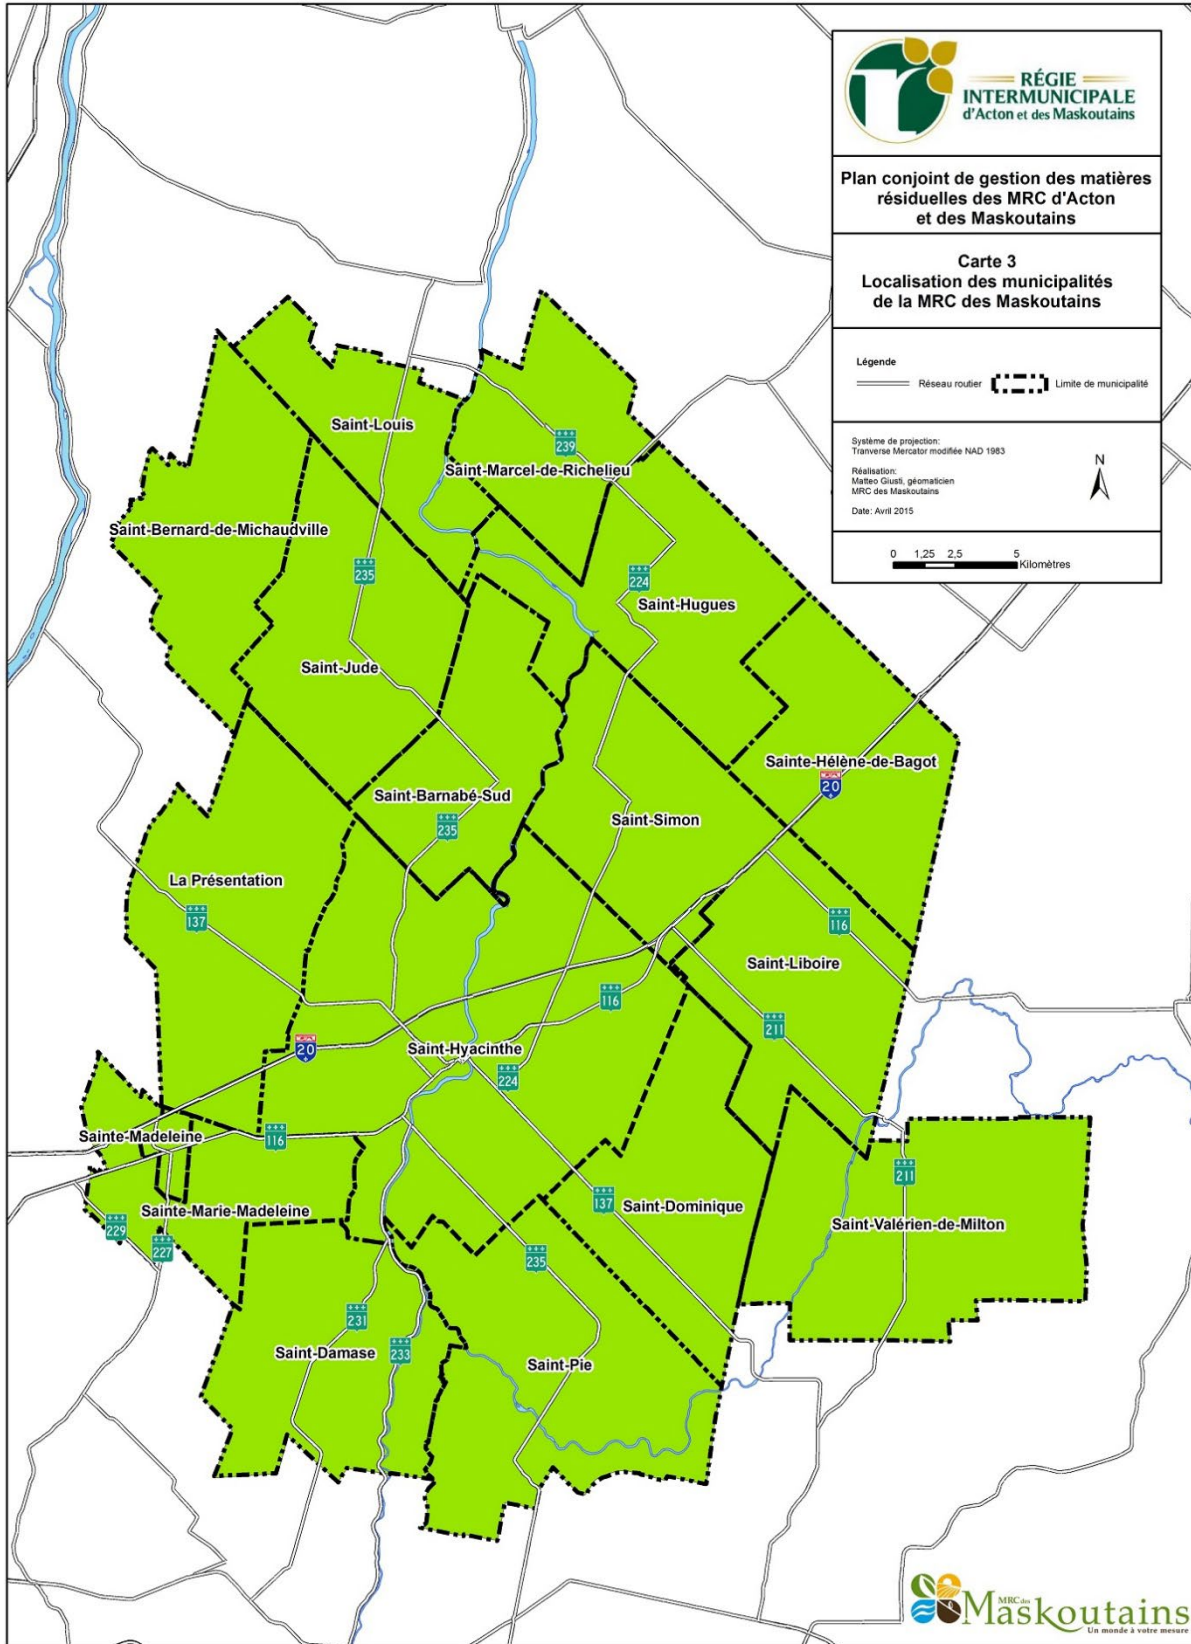 RÉGIE
INTERMUNICIPALE
d'Acton et des Maskoutains
Plan conjoint de gestion des matières
résiduelles des MRC d'Acton
et des Maskoutains
Carte 3
Localisation des municipalités
de la MRC des Maskoutains
Légende
Réseau routier
Limite de municipalité
Système de projection:
Tranverse Mercator modifiée NAD 1983
Réalisation:
Matteo Giusti, géomaticien
MRC des Maskoutains
Date: Avril 2015
N
0 1,25 2,5 5
Kilomètres
Saint-Louis
239
Saint-Marcel-de-Richelieu
Saint-Bernard-de-Michaudville
235
224
Saint-Hugues
Saint-Jude
Sainte-Hélène-de-Bagot
20
Saint-Barnabé-Sud
235
Saint-Simon
La Présentation
137
116
Saint-Liboire
116
211
20
Saint-Hyacinthe
224
Sainte-Madeleine
116
211
137
Saint-Dominique
Sainte-Marie-Madeleine
229
227
Saint-Valérien-de-Milton
235
231
233
Saint-Damase
Saint-Pie
MRC des
Maskoutains
Un monde à votre mesure